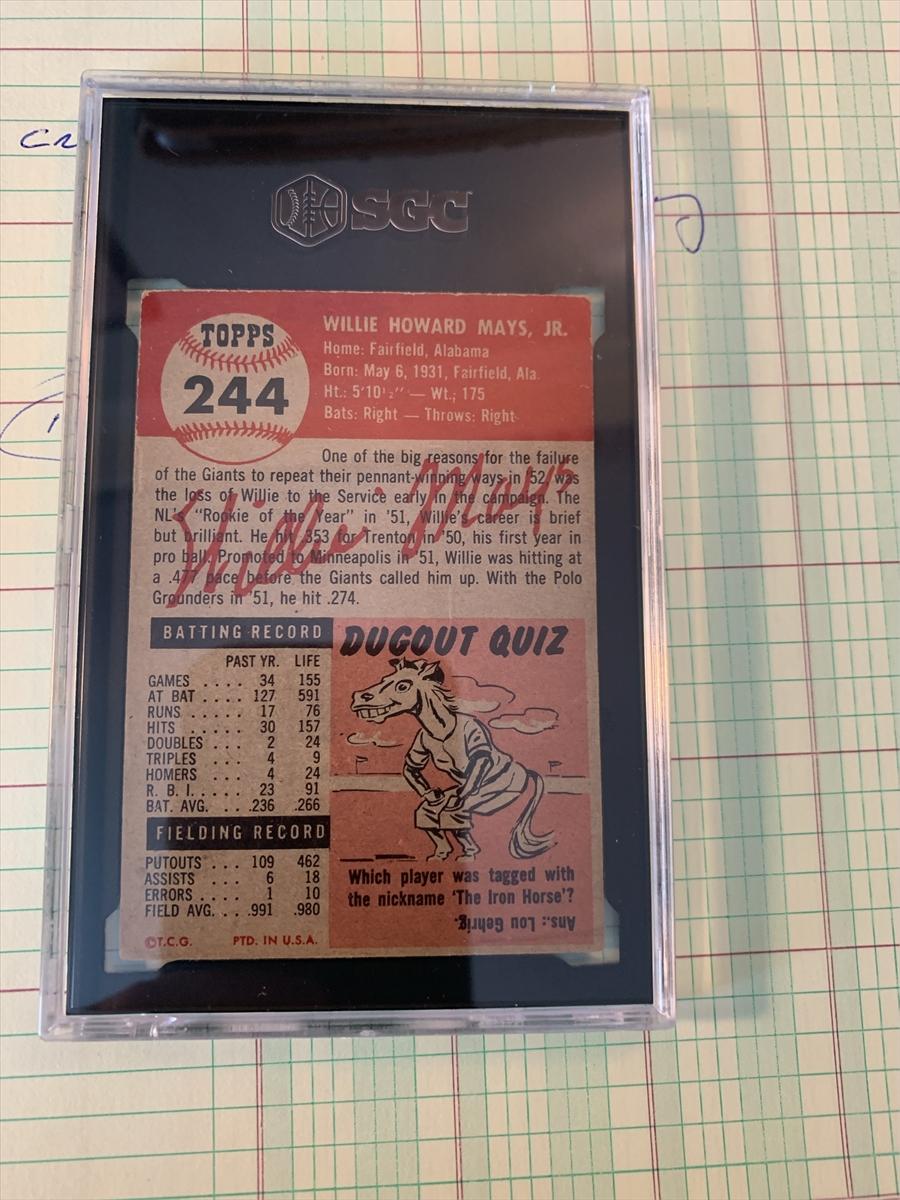 CR
SGC
TOPPS
244
WILLIE HOWARD MAYS, JR.
Home: Fairfield, Alabama
Born: May 6, 1931, Fairfield, Ala.
Ht.: 5'10½" — Wt.; 175
Bats: Right — Throws: Right
One of the big reasons for the failure
of the Giants to repeat their pennant-winning ways in '52, was
the loss of Willie to the Service early in the campaign. The
NL's "Rookie of the Year" in '51, Willie's career is brief
but brilliant. He hit .353 for Trenton in '50, his first year in
pro ball. Promoted to Minneapolis in '51, Willie was hitting at
a .477 pace before the Giants called him up. With the Polo
Grounders in '51, he hit .274.
Willie Mays
BATTING RECORD
PAST YR. LIFE
GAMES .... 34 155
AT BAT .... 127 591
RUNS ..... 17 76
HITS ..... 30 157
DOUBLES ... 2 24
TRIPLES ... 4 9
HOMERS ... 4 24
R. B. I. .... 23 91
BAT. AVG. ... .236 .266
FIELDING RECORD
PUTOUTS ... 109 462
ASSISTS ... 6 18
ERRORS .... 1 10
FIELD AVG. ... .991 .980
©T.C.G. PTD. IN U.S.A.
DUGOUT QUIZ
Which player was tagged with
the nickname 'The Iron Horse'?
Ans.: Lou Gehrig.